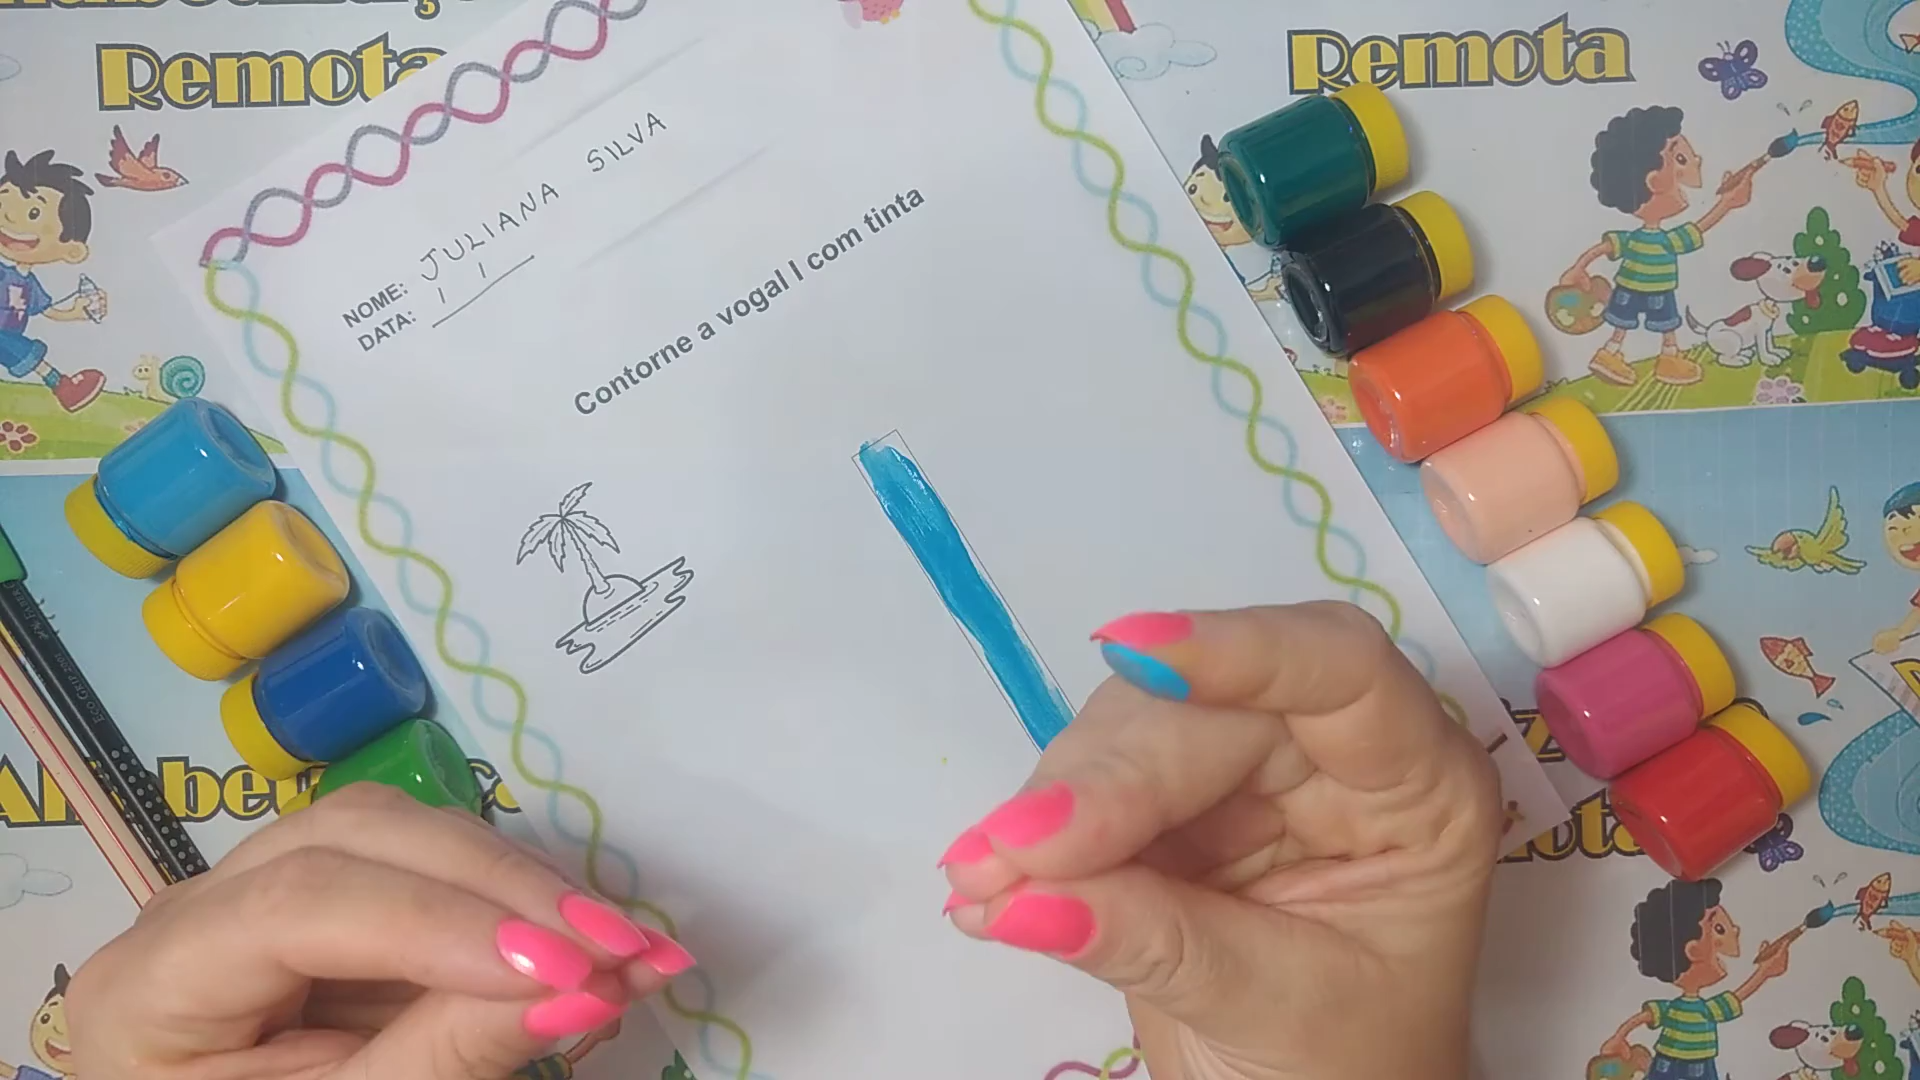 Remota
Remota
NOME: JULIANA SILVA
DATA: / /
Contorne a vogal I com tinta